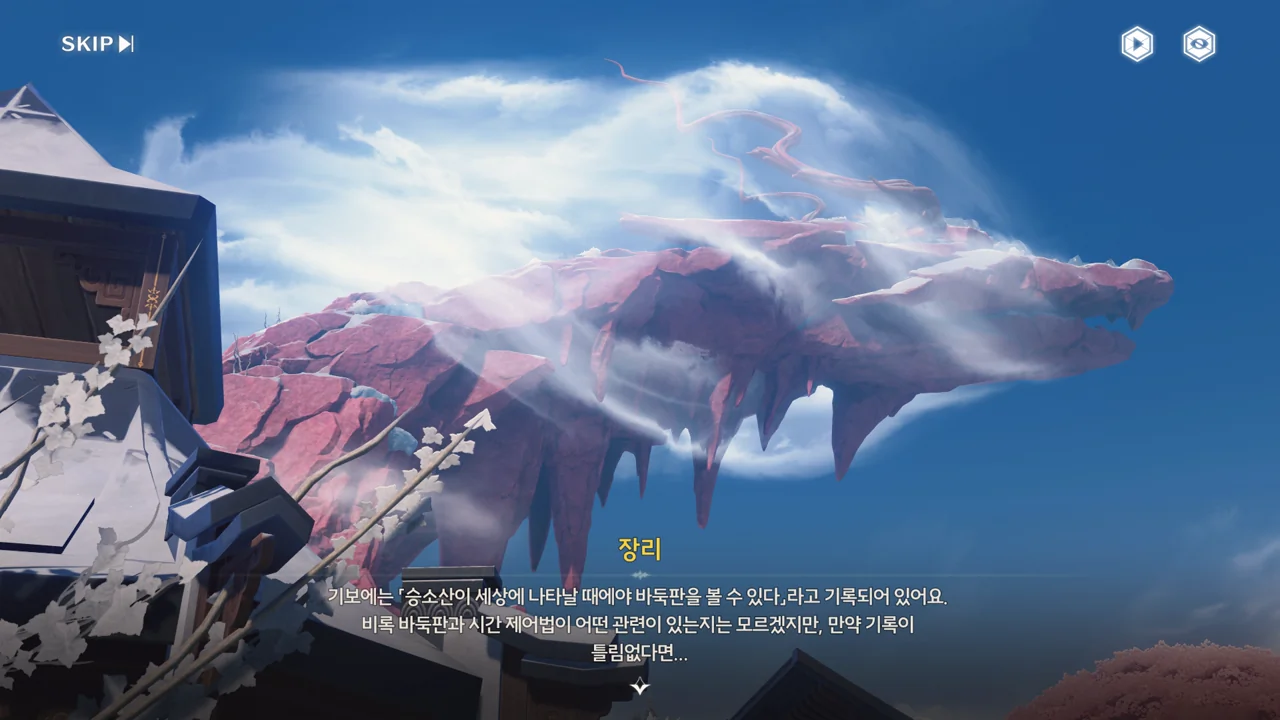 SKIP
장리
기보에는 「승소산이 세상에 나타날 때에야 바둑판을 볼 수 있다」라고 기록되어 있어요.
비록 바둑판과 시간 제어법이 어떤 관련이 있는지는 모르겠지만, 만약 기록이
틀림없다면...